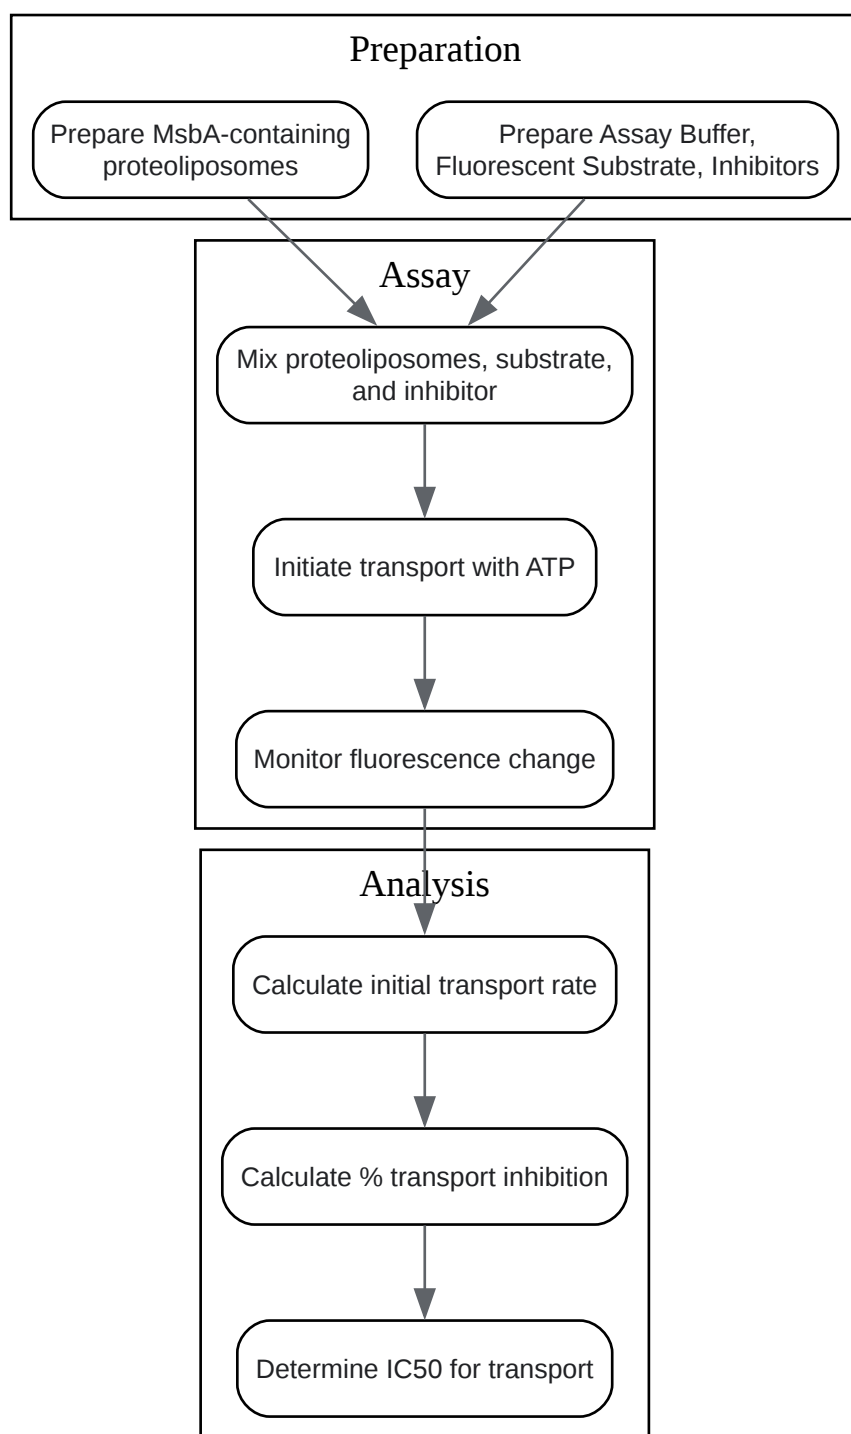 Preparation
Prepare MsbA-containing
proteoliposomes
Prepare Assay Buffer,
Fluorescent Substrate, Inhibitors
Assay
Mix proteoliposomes, substrate,
and inhibitor
Initiate transport with ATP
Monitor fluorescence change
Analysis
Calculate initial transport rate
Calculate % transport inhibition
Determine IC50 for transport